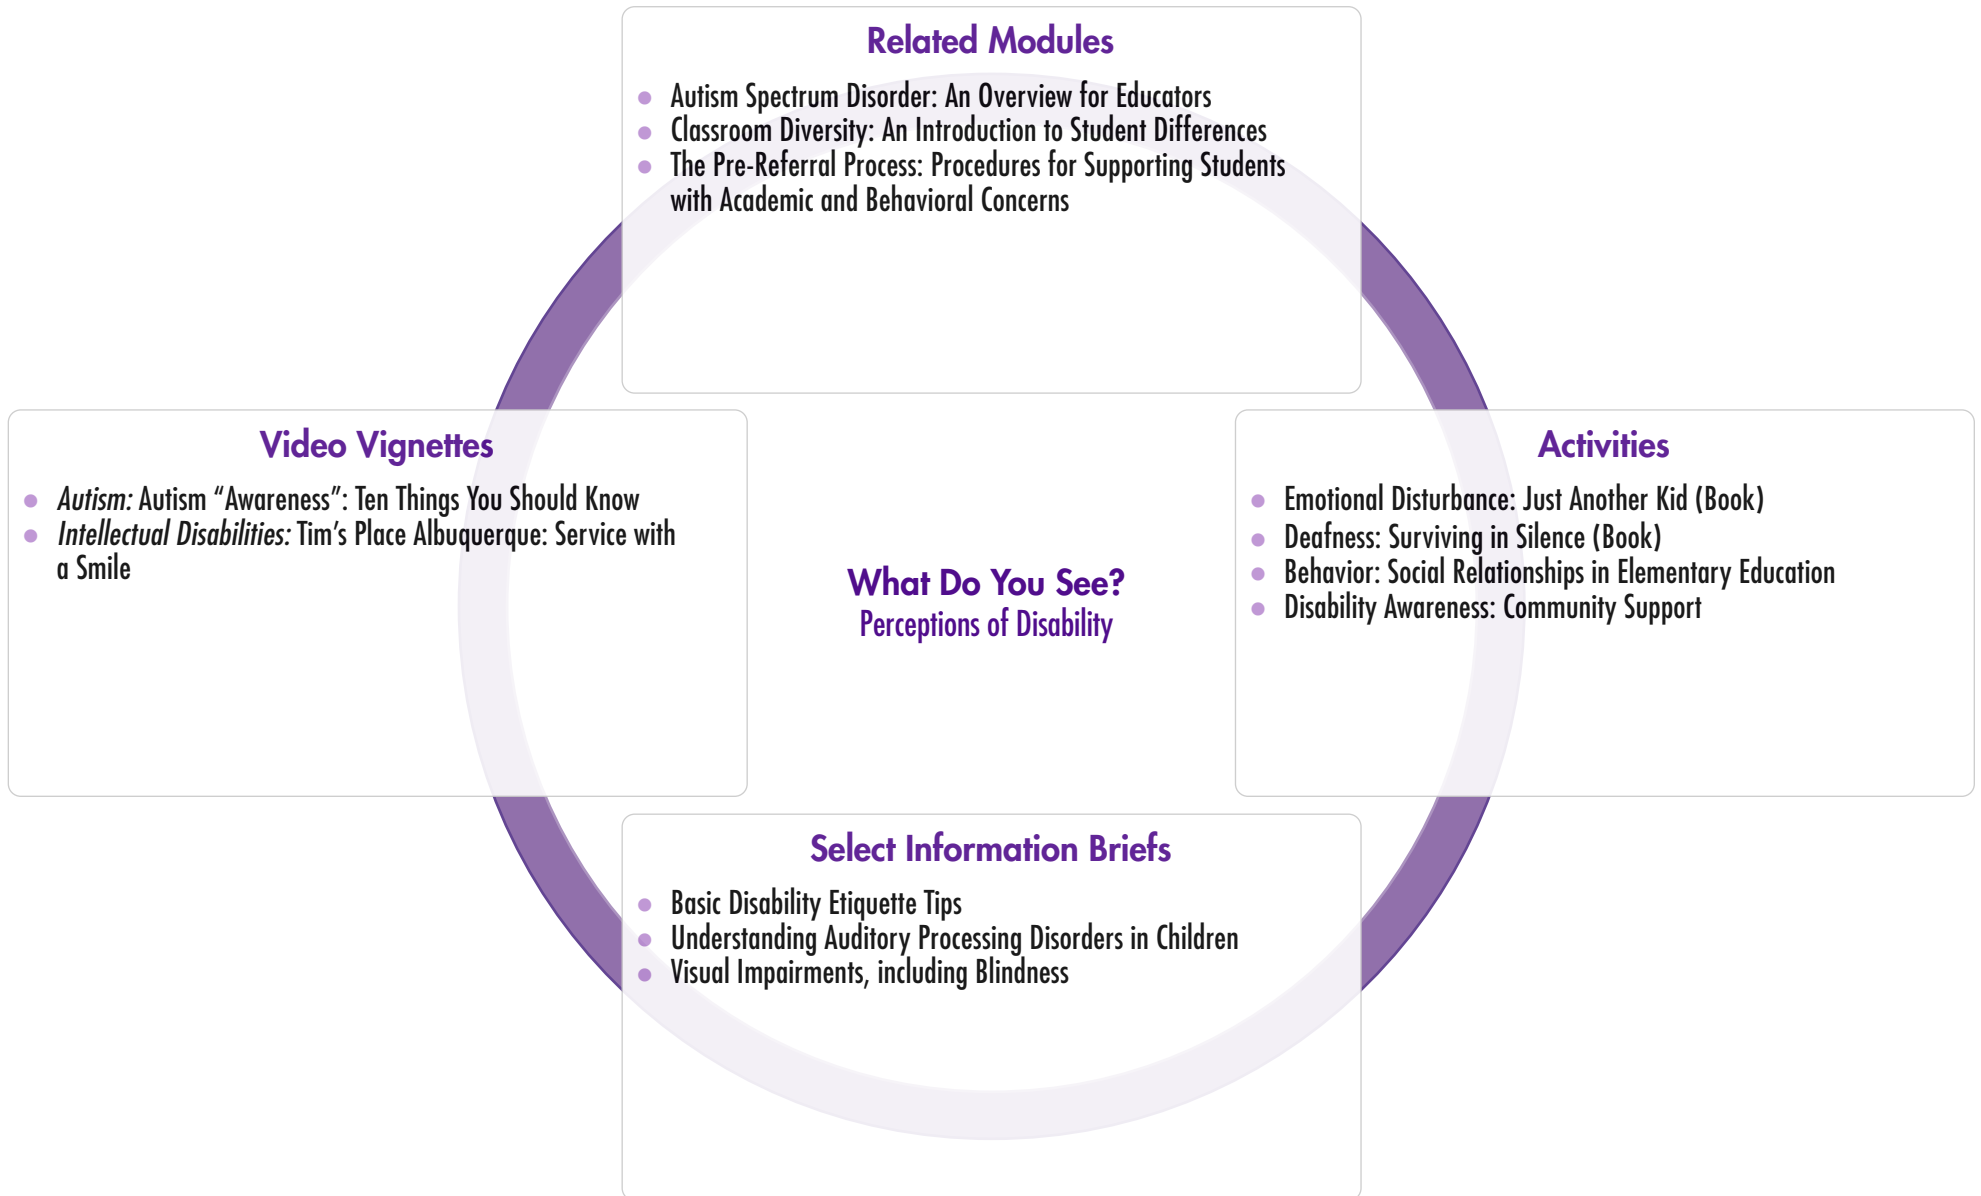 Related Modules
Autism Spectrum Disorder: An Overview for Educators
Classroom Diversity: An Introduction to Student Differences
The Pre-Referral Process: Procedures for Supporting Students
with Academic and Behavioral Concerns
Video Vignettes
Autism: Autism “Awareness”: Ten Things You Should Know
Intellectual Disabilities: Tim’s Place Albuquerque: Service with
a Smile
What Do You See?
Perceptions of Disability
Activities
Emotional Disturbance: Just Another Kid (Book)
Deafness: Surviving in Silence (Book)
Behavior: Social Relationships in Elementary Education
Disability Awareness: Community Support
Select Information Briefs
Basic Disability Etiquette Tips
Understanding Auditory Processing Disorders in Children
Visual Impairments, including Blindness